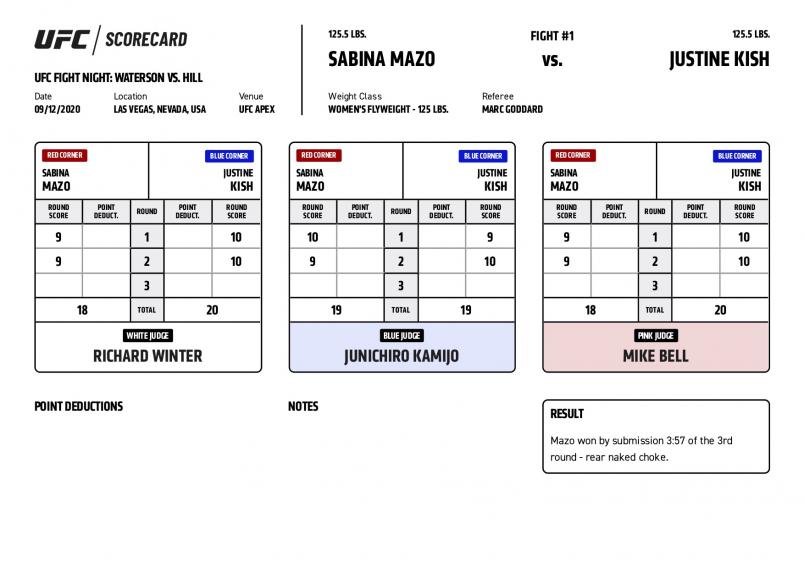 UFC SCORECARD
UFC FIGHT NIGHT: WATERSON VS. HILL
Date Location Venue
09/12/2020 LAS VEGAS, NEVADA, USA UFC APEX
125.5 LBS. FIGHT #1 125.5 LBS.
SABINA MAZO VS. JUSTINE KISH
Weight Class Referee
WOMEN'S FLYWEIGHT - 125 LBS. MARC GODDARD
RED CORNER BLUE CORNER
SABINA JUSTINE
MAZO KISH
ROUND SCORE POINT DEDUCT. ROUND POINT DEDUCT. ROUND SCORE
9 1 10
9 2 10
3
18 TOTAL 20
WHITE JUDGE
RICHARD WINTER
RED CORNER BLUE CORNER
SABINA JUSTINE
MAZO KISH
ROUND SCORE POINT DEDUCT. ROUND POINT DEDUCT. ROUND SCORE
10 1 9
9 2 10
3
19 TOTAL 19
BLUE JUDGE
JUNICHIRO KAMIJO
RED CORNER BLUE CORNER
SABINA JUSTINE
MAZO KISH
ROUND SCORE POINT DEDUCT. ROUND POINT DEDUCT. ROUND SCORE
9 1 10
9 2 10
3
18 TOTAL 20
PINK JUDGE
MIKE BELL
POINT DEDUCTIONS
NOTES
RESULT
Mazo won by submission 3:57 of the 3rd
round - rear naked choke.